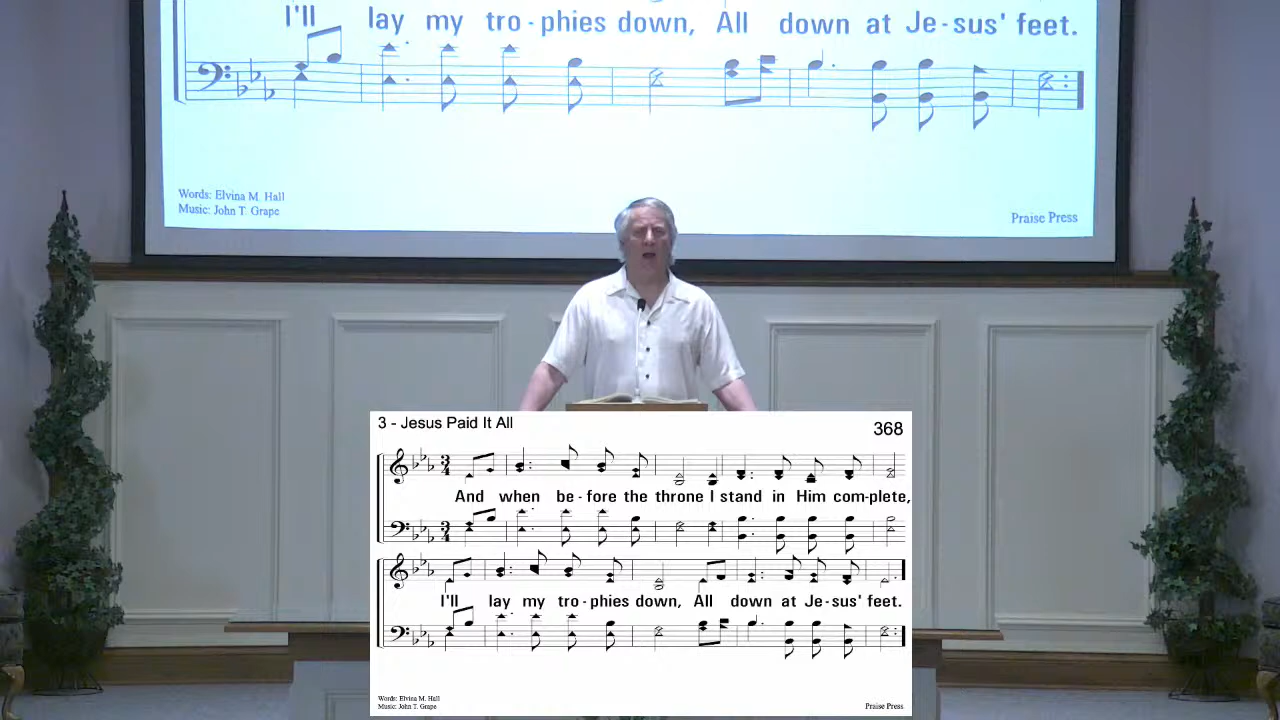 I'll lay my tro-phies down, All down at Je-sus' feet.
Words: Elvina M. Hall
Music: John T. Grape
Praise Press
3 - Jesus Paid It All
368
And when be-fore the throne I stand in Him com-plete,
I'll lay my tro-phies down, All down at Je-sus' feet.
Words: Elvina M. Hall
Music: John T. Grape
Praise Press